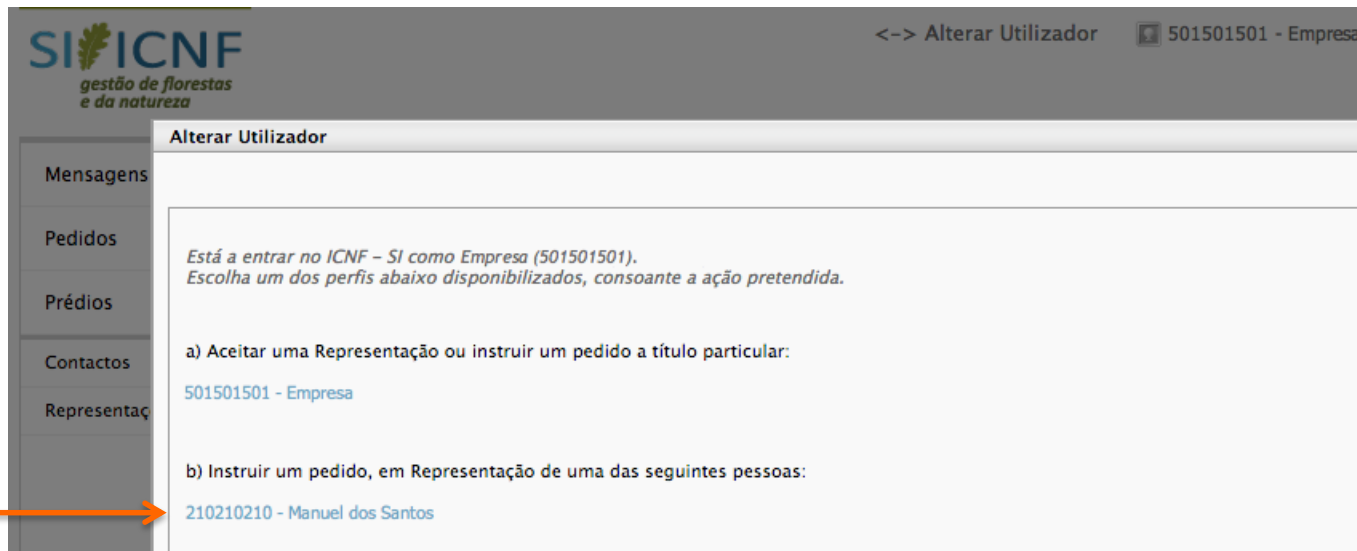 SI ICNF
gestão de florestas
e da natureza
<-> Alterar Utilizador
501501501 - Empresa
Alterar Utilizador
Mensagens
Pedidos
Prédios
Contactos
Representaç
Está a entrar no ICNF – SI como Empresa (501501501).
Escolha um dos perfis abaixo disponibilizados, consoante a ação pretendida.
a) Aceitar uma Representação ou instruir um pedido a título particular:
501501501 - Empresa
b) Instruir um pedido, em Representação de uma das seguintes pessoas:
210210210 - Manuel dos Santos